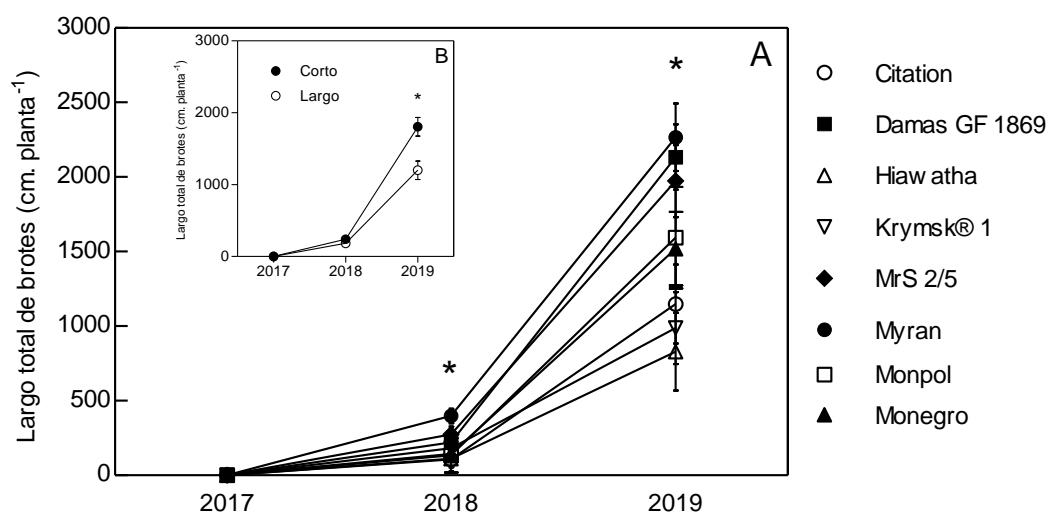 Largo total de brotes (cm. planta⁻¹)
3000
2500
2000
1500
1000
500
0
2017
2018
2019
*
*
A
Largo total de brotes (cm. planta⁻¹)
3000
2000
1000
0
2017
2018
2019
B
Corto
Largo
*
Citation
Damas GF 1869
Hiaw atha
Krymsk® 1
MrS 2/5
Myran
Monpol
Monegro